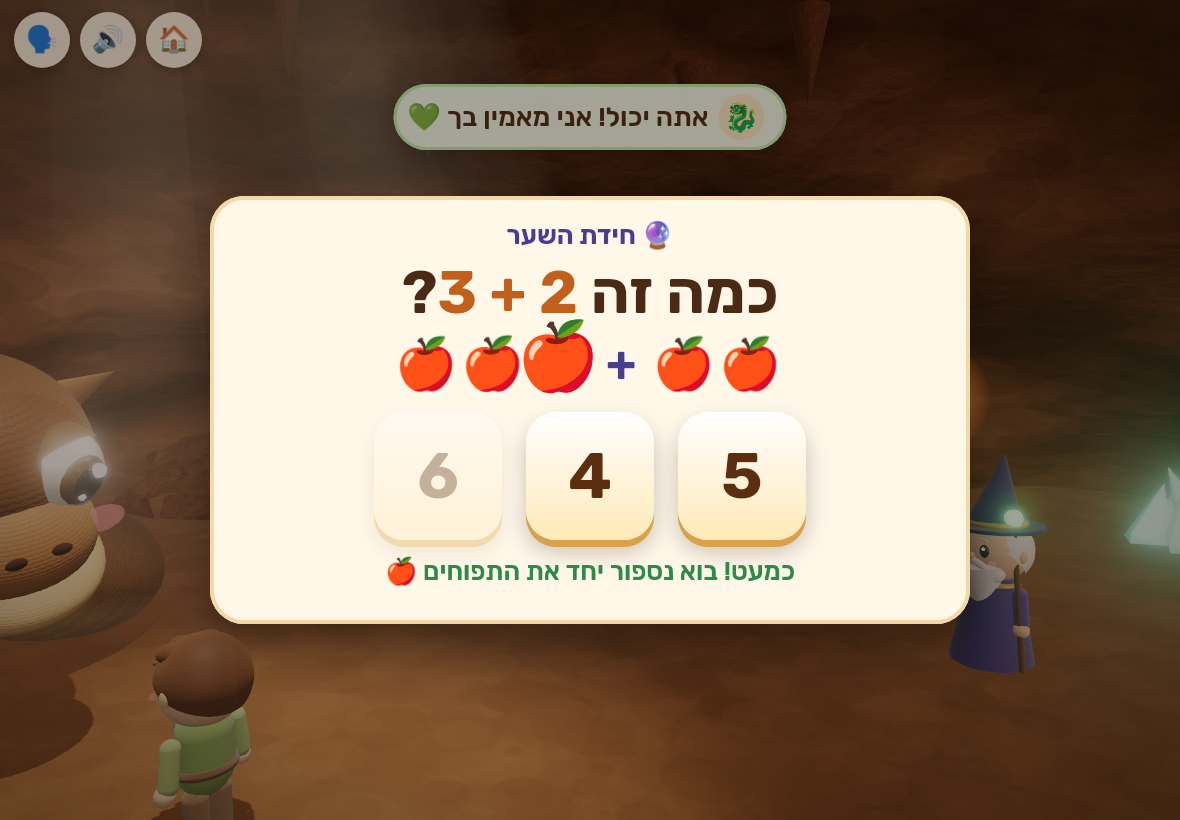 אתה יכול! אני מאמין בך 💚
🔮 חידת השער
כמה זה 2 + 3?
+
5 4 6
כמעט! בוא נספור יחד את התפוחים 🍎